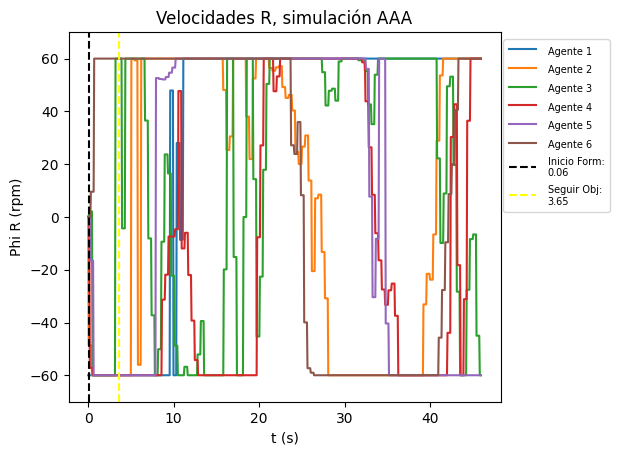 Velocidades R, simulación AAA
Phi R (rpm)
60
40
20
0
−20
−40
−60
0
10
20
30
40
t (s)
Agente 1
Agente 2
Agente 3
Agente 4
Agente 5
Agente 6
Inicio Form:
0.06
Seguir Obj:
3.65